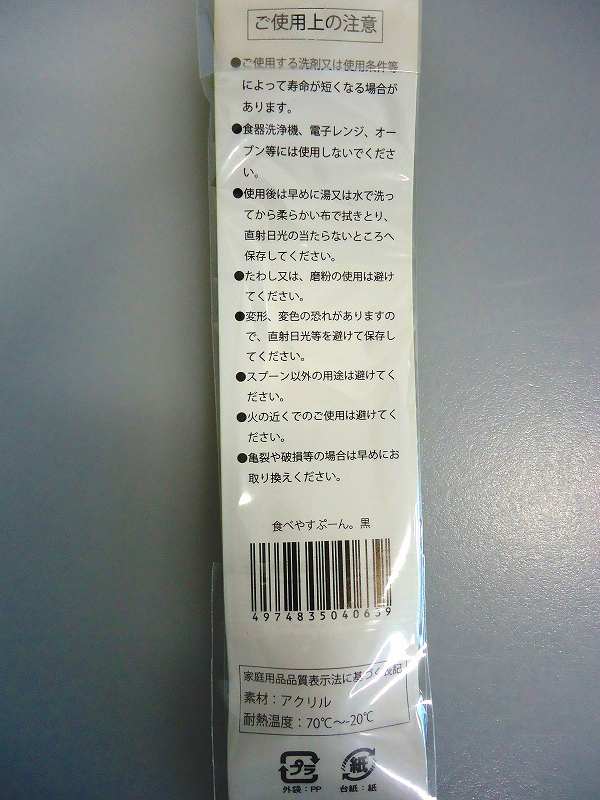 ご使用上の注意
●ご使用する洗剤又は使用条件等
によって寿命が短くなる場合が
あります。
●食器洗浄機、電子レンジ、オー
ブン等には使用しないでくださ
い。
●使用後は早めに湯又は水で洗っ
てから柔らかい布で拭きとり、
直射日光の当たらないところへ
保存してください。
●たわし又は、磨粉の使用は避け
てください。
●変形、変色の恐れがありますの
で、直射日光等を避けて保存し
てください。
●スプーン以外の用途は避けてく
ださい。
●火の近くでのご使用は避けてく
ださい。
●亀裂や破損等の場合は早めにお
取り換えください。
食べやすぷーん。黒
4974835040639
家庭用品品質表示法に基づく表記
素材：アクリル
耐熱温度：70℃～-20℃
プラ 紙
外袋：PP 台紙：紙